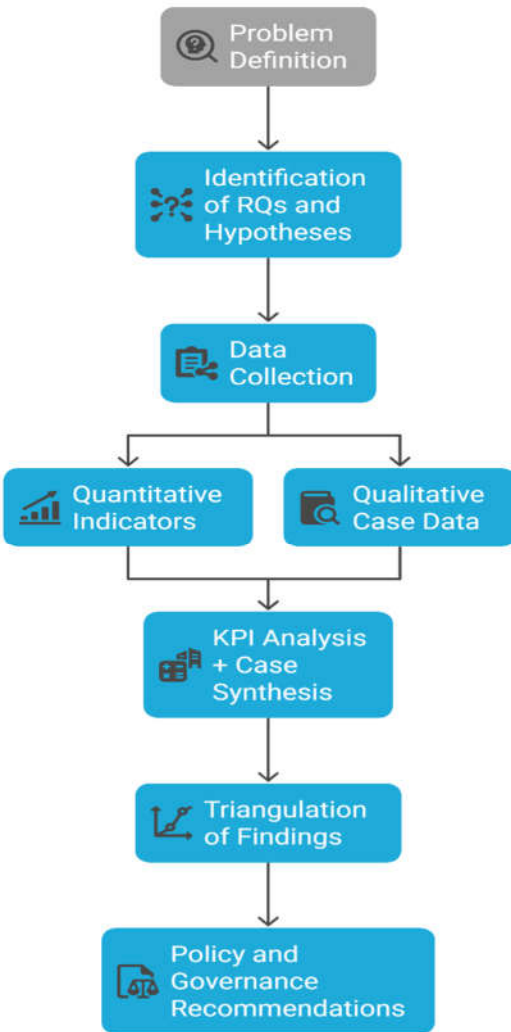 Problem
Definition
Identification
of RQs and
Hypotheses
Data
Collection
Quantitative
Indicators
Qualitative
Case Data
KPI Analysis
+ Case
Synthesis
Triangulation
of Findings
Policy and
Governance
Recommendations